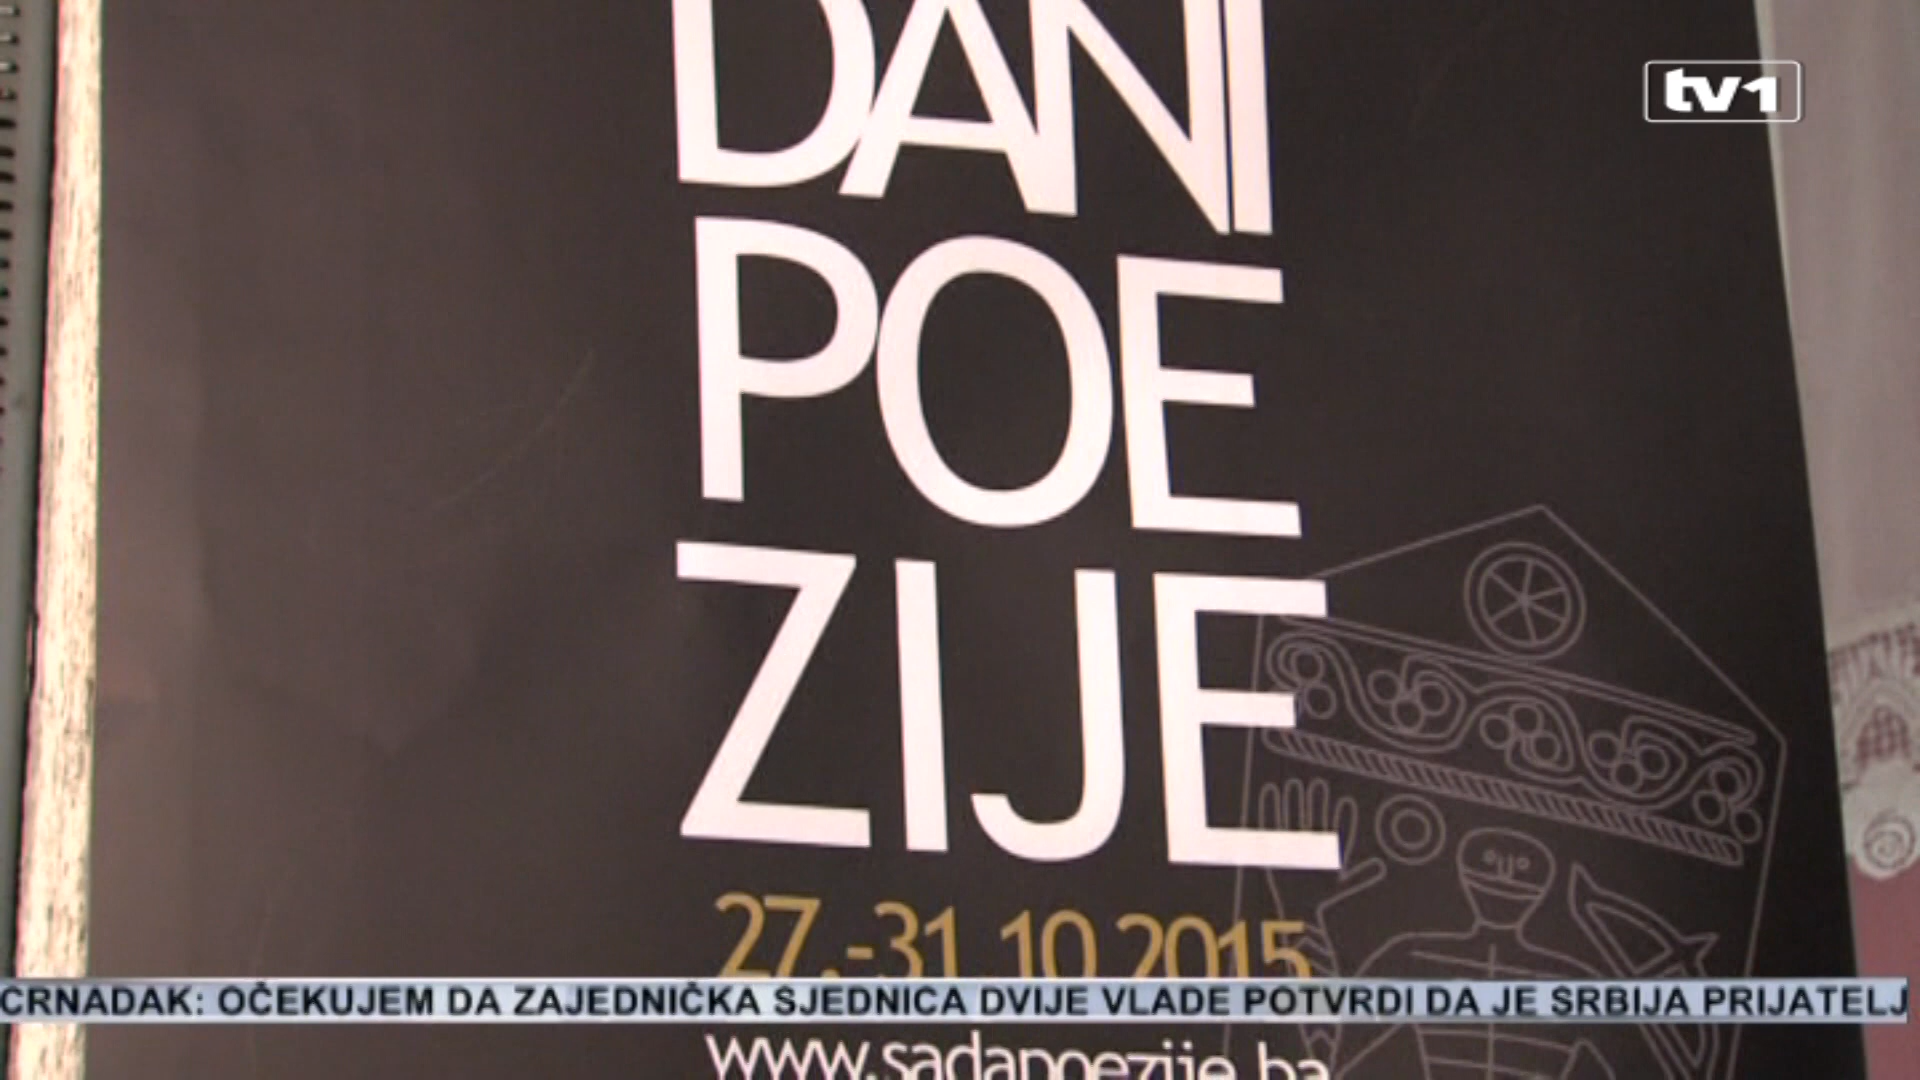 DANI
tv1
POE
ZIJE
27.-31.10.2015
CRNADAK: OČEKUJEM DA ZAJEDNIČKA SJEDNICA DVIJE VLADE POTVRDI DA JE SRBIJA PRIJATELJ
www.sadapoezije.ba